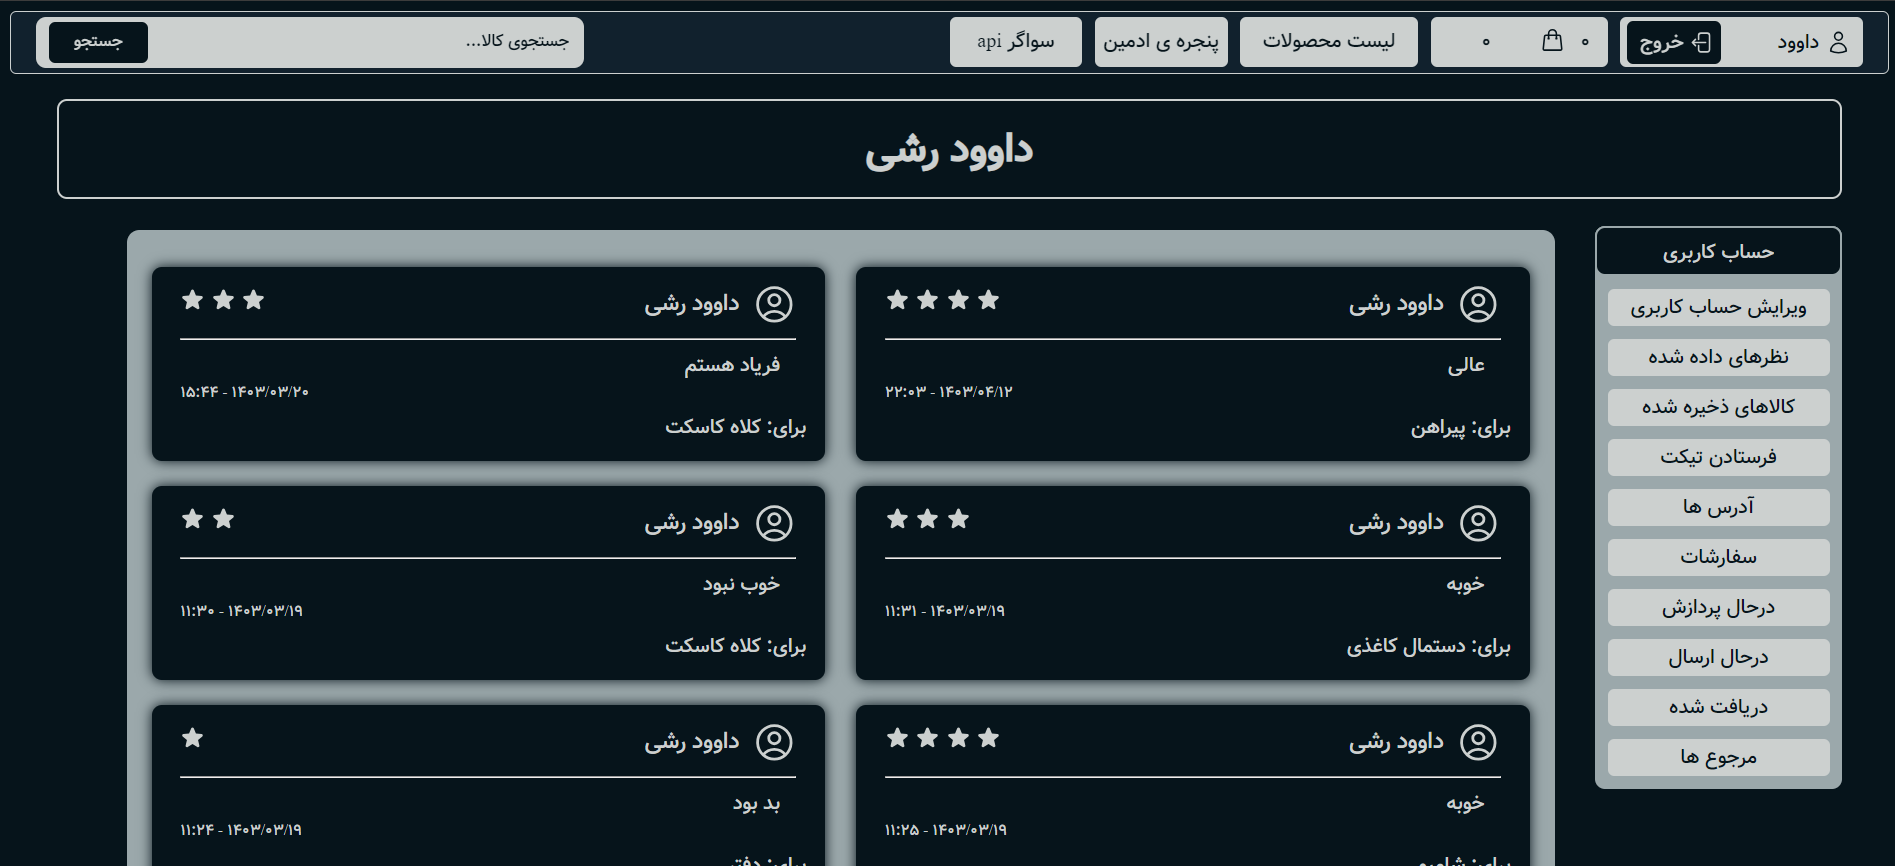 داوود
خروج
۰
۰
لیست محصولات
پنجره ی ادمین
سواگر api
جستجوی کالا...
جستجو
داوود رشی
حساب کاربری
ویرایش حساب کاربری
نظرهای داده شده
کالاهای ذخیره شده
فرستادن تیکت
آدرس ها
سفارشات
درحال پردازش
درحال ارسال
دریافت شده
مرجوع ها
داوود رشی
عالی
۱۴۰۳/۰۴/۱۲ - ۲۲:۰۳
برای: پیراهن
داوود رشی
فریاد هستم
۱۴۰۳/۰۳/۲۰ - ۱۵:۴۴
برای: کلاه کاسکت
داوود رشی
خوبه
۱۴۰۳/۰۳/۱۹ - ۱۱:۳۱
برای: دستمال کاغذی
داوود رشی
خوب نبود
۱۴۰۳/۰۳/۱۹ - ۱۱:۳۰
برای: کلاه کاسکت
داوود رشی
خوبه
۱۴۰۳/۰۳/۱۹ - ۱۱:۲۵
برای: شامپو
داوود رشی
بد بود
۱۴۰۳/۰۳/۱۹ - ۱۱:۲۴
برای: دفتر